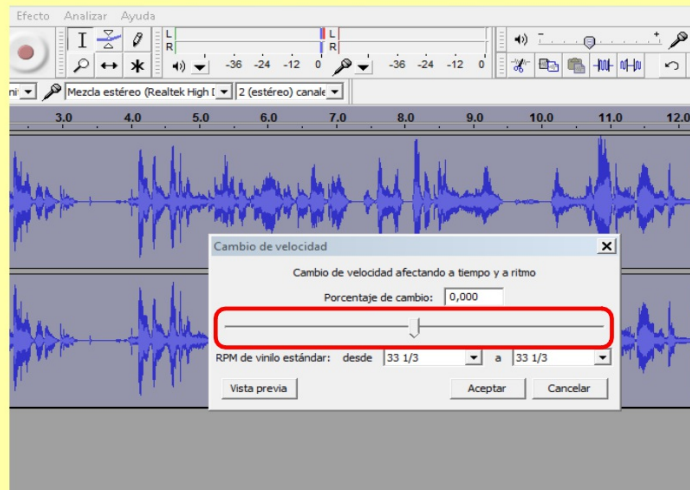 Efecto Analizar Ayuda
L
R
L
R
-36 -24 -12 0
-36 -24 -12 0
Mezcla estéreo (Realtek High 2 (estéreo) canale
3.0 4.0 5.0 6.0 7.0 8.0 9.0 10.0 11.0 12.0
Cambio de velocidad
Cambio de velocidad afectando a tiempo y a ritmo
Porcentaje de cambio: 0,000
RPM de vinilo estándar: desde 33 1/3 a 33 1/3
Vista previa Aceptar Cancelar